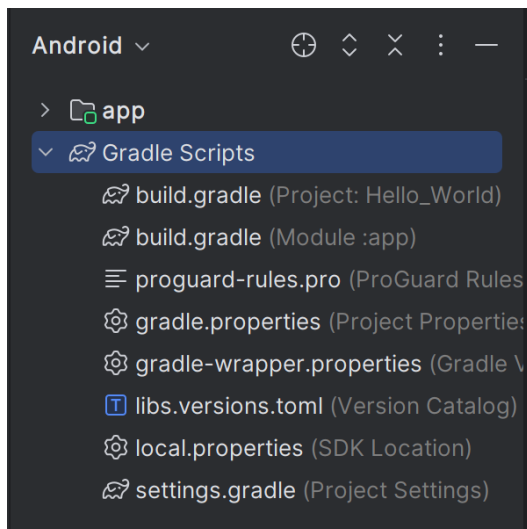 Android
app
Gradle Scripts
build.gradle (Project: Hello_World)
build.gradle (Module :app)
proguard-rules.pro (ProGuard Rules
gradle.properties (Project Properties
gradle-wrapper.properties (Gradle
libs.versions.toml (Version Catalog)
local.properties (SDK Location)
settings.gradle (Project Settings)